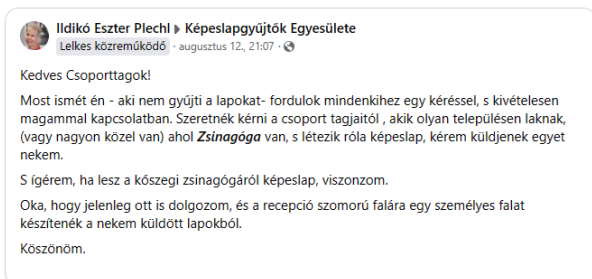 Ildikó Eszter Plechl ▸ Képeslapgyűjtők Egyesülete
Lelkes közreműködő · augusztus 12., 21:07 ·
Kedves Csoporttagok!
Most ismét én - aki nem gyűjti a lapokat- fordulok mindenkihez egy kéréssel, s kivételesen
magammal kapcsolatban. Szeretnék kérni a csoport tagjaitól , akik olyan településen laknak,
(vagy nagyon közel van) ahol Zsinagóga van, s létezik róla képeslap, kérem küldjenek egyet
nekem.
S ígérem, ha lesz a kőszegi zsinagógáról képeslap, viszonzom.
Oka, hogy jelenleg ott is dolgozom, és a recepció szomorú falára egy személyes falat
készítenék a nekem küldött lapokból.
Köszönöm.